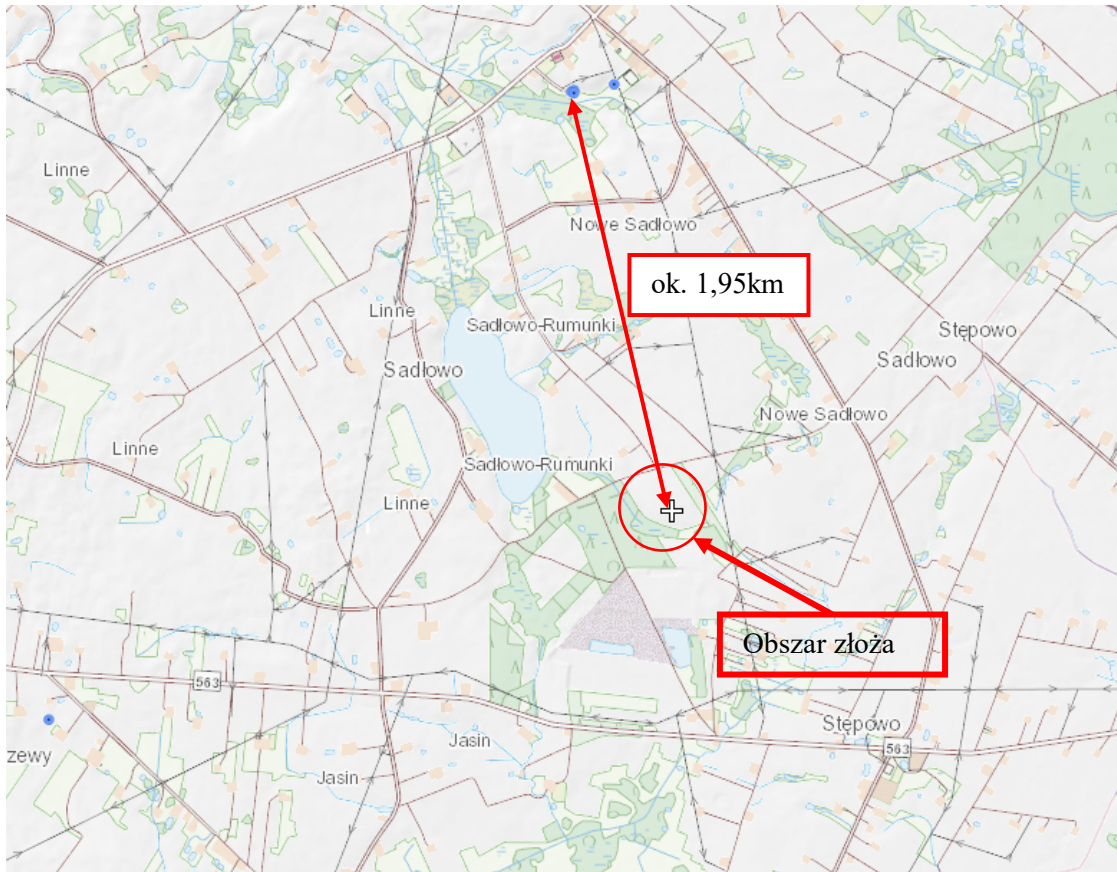 Linne
Nowe Sadłowo
ok. 1,95km
Linne
Sadłowo-Rumunki
Stępowo
Sadłowo
Sadłowo
Nowe Sadłowo
Linne
Sadłowo-Rumunki
Linne
Obszar złoża
563
Stępowo
Jasin
563
zewy
Jasin